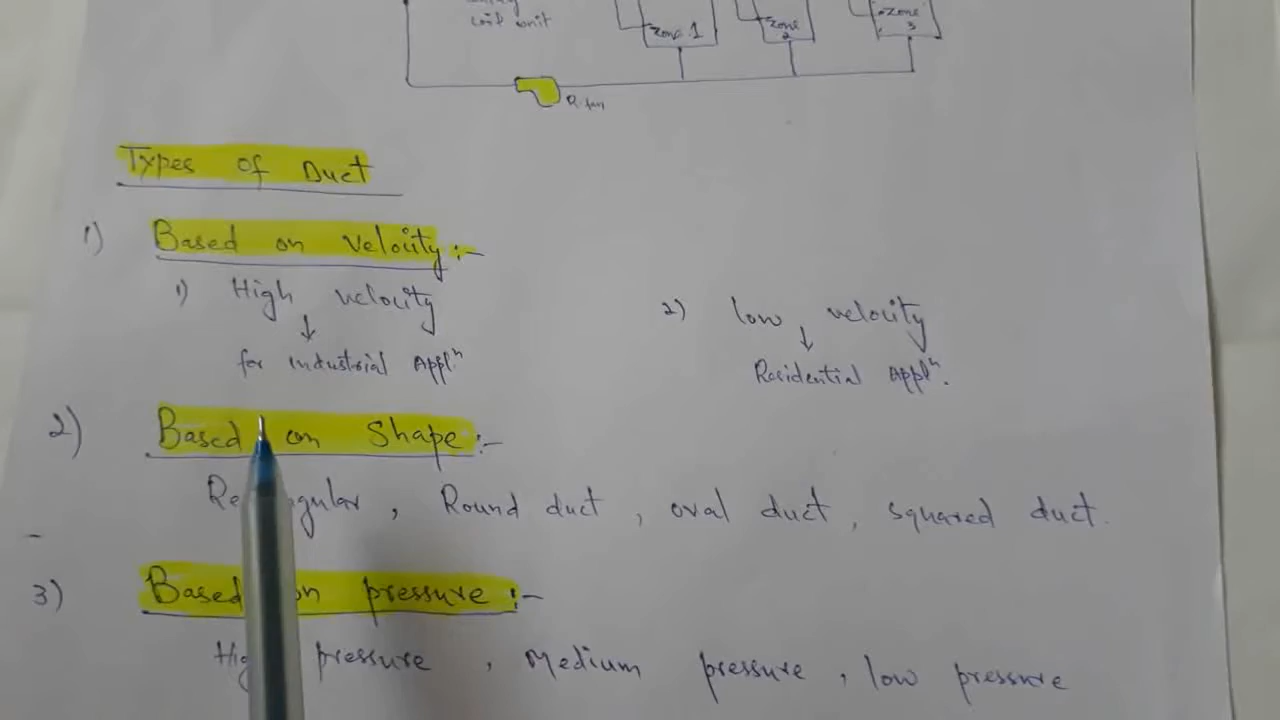 coil unit
Zone 1
Zone 2
Zone 3
R. fan
Types of Duct
1) Based on velocity :-
1) High velocity
2) low velocity
↓
↓
for industrial Applⁿ
Residential Applⁿ.
2) Based on Shape :-
, Round duct , oval duct , squared duct.
3) Based on pressure :-
pressure , Medium pressure , low pressure